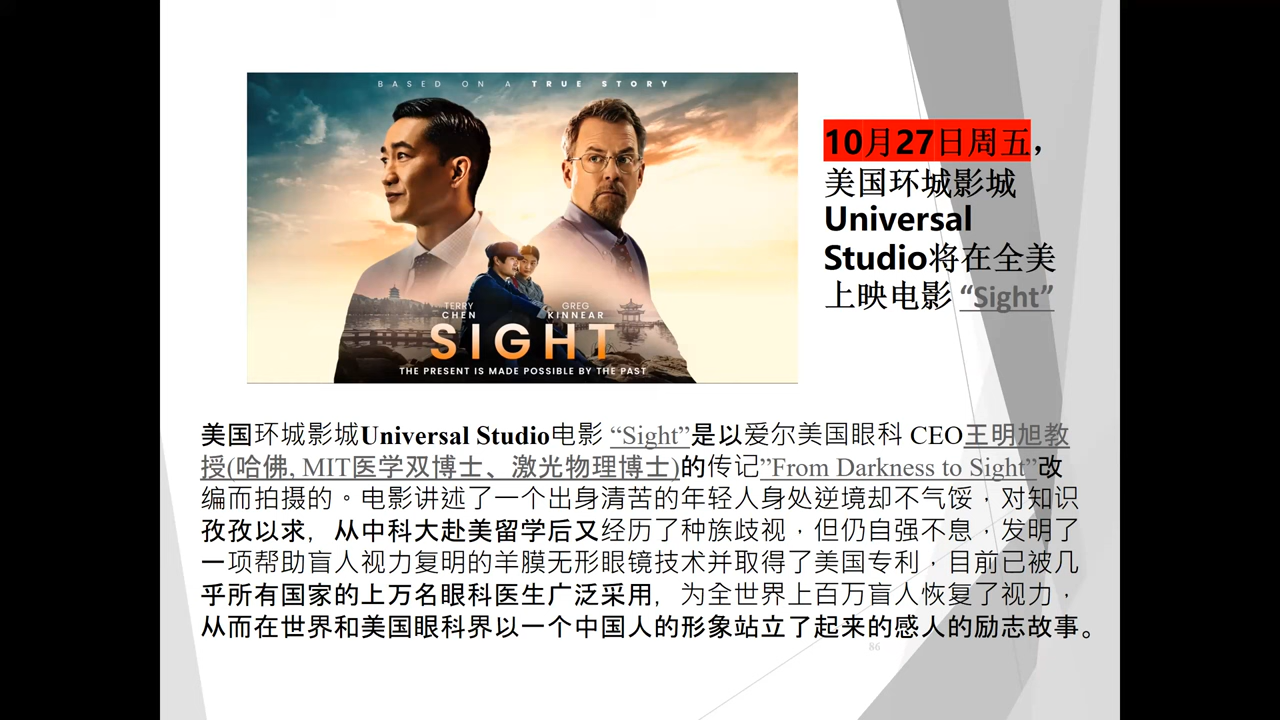 BASED ON A TRUE STORY
TERRY
CHEN
GREG
KINNEAR
SIGHT
THE PRESENT IS MADE POSSIBLE BY THE PAST
10月27日周五，
美国环城影城
Universal
Studio将在全美
上映电影 “Sight”
美国环城影城Universal Studio电影 “Sight”是以爱尔美国眼科 CEO王明旭教
授(哈佛, MIT医学双博士、激光物理博士)的传记”From Darkness to Sight”改
编而拍摄的。电影讲述了一个出身清苦的年轻人身处逆境却不气馁，对知识
孜孜以求，从中科大赴美留学后又经历了种族歧视，但仍自强不息，发明了
一项帮助盲人视力复明的羊膜无形眼镜技术并取得了美国专利，目前已被几
乎所有国家的上万名眼科医生广泛采用，为全世界上百万盲人恢复了视力，
从而在世界和美国眼科界以一个中国人的形象站立了起来的感人的励志故事。
86